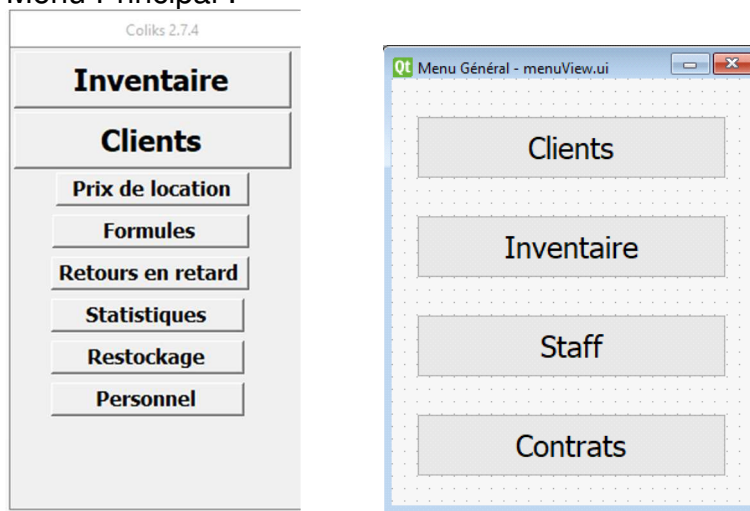 Menu Principal :
Coliks 2.7.4
Inventaire
Clients
Prix de location
Formules
Retours en retard
Statistiques
Restockage
Personnel
Qt Menu Général - menuView.ui
Clients
Inventaire
Staff
Contrats